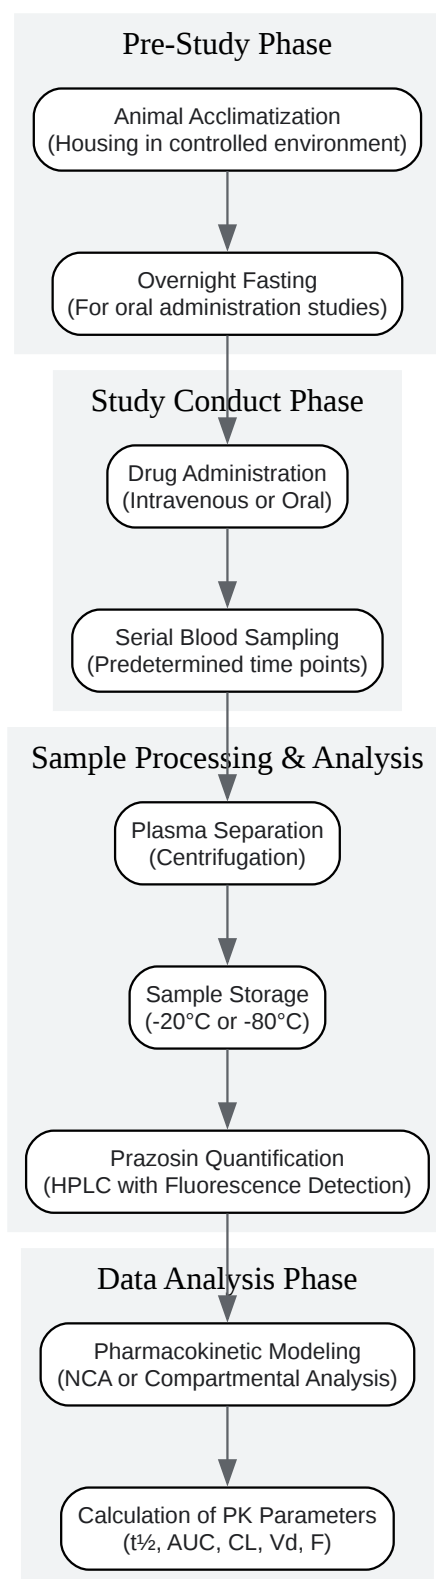 Pre-Study Phase
Animal Acclimatization
(Housing in controlled environment)
Overnight Fasting
(For oral administration studies)
Study Conduct Phase
Drug Administration
(Intravenous or Oral)
Serial Blood Sampling
(Predetermined time points)
Sample Processing & Analysis
Plasma Separation
(Centrifugation)
Sample Storage
(-20°C or -80°C)
Prazosin Quantification
(HPLC with Fluorescence Detection)
Data Analysis Phase
Pharmacokinetic Modeling
(NCA or Compartmental Analysis)
Calculation of PK Parameters
(t½, AUC, CL, Vd, F)